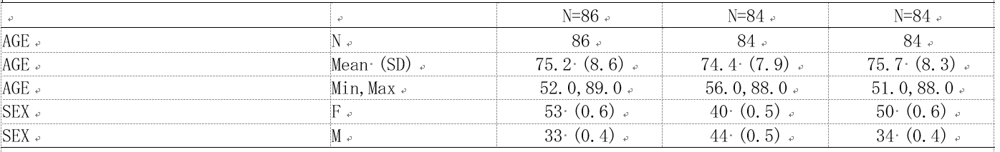 N=86 N=84 N=84
AGE N 86 84 84
AGE Mean (SD) 75.2 (8.6) 74.4 (7.9) 75.7 (8.3)
AGE Min,Max 52.0,89.0 56.0,88.0 51.0,88.0
SEX F 53 (0.6) 40 (0.5) 50 (0.6)
SEX M 33 (0.4) 44 (0.5) 34 (0.4)